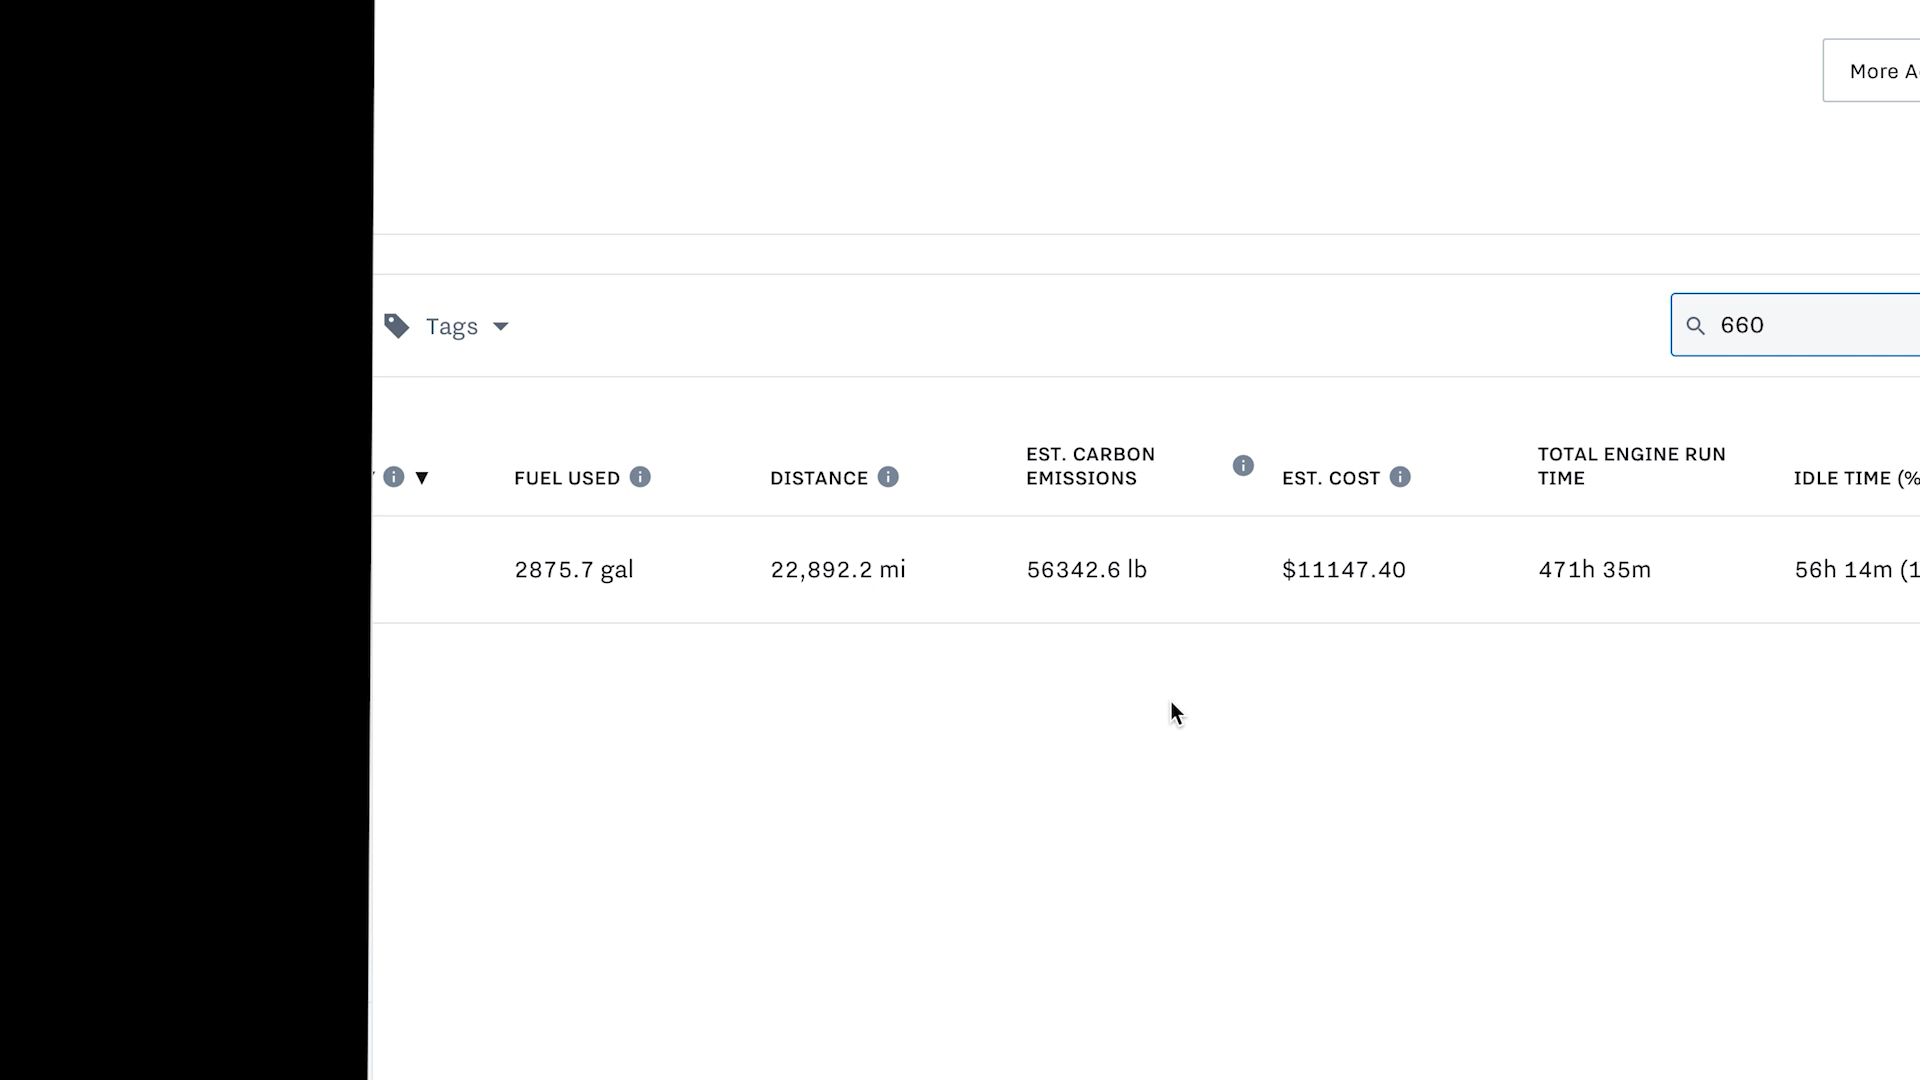 More A
Tags
660
FUEL USED
DISTANCE
EST. CARBON
EMISSIONS
EST. COST
TOTAL ENGINE RUN
TIME
IDLE TIME (%
2875.7 gal
22,892.2 mi
56342.6 lb
$11147.40
471h 35m
56h 14m (1